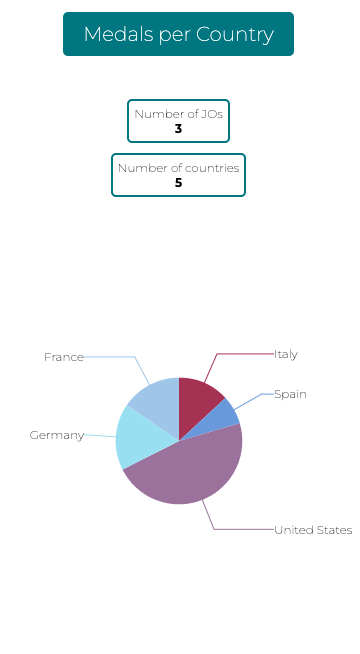 Medals per Country
Number of JOs
3
Number of countries
5
Italy
France
Spain
Germany
United States